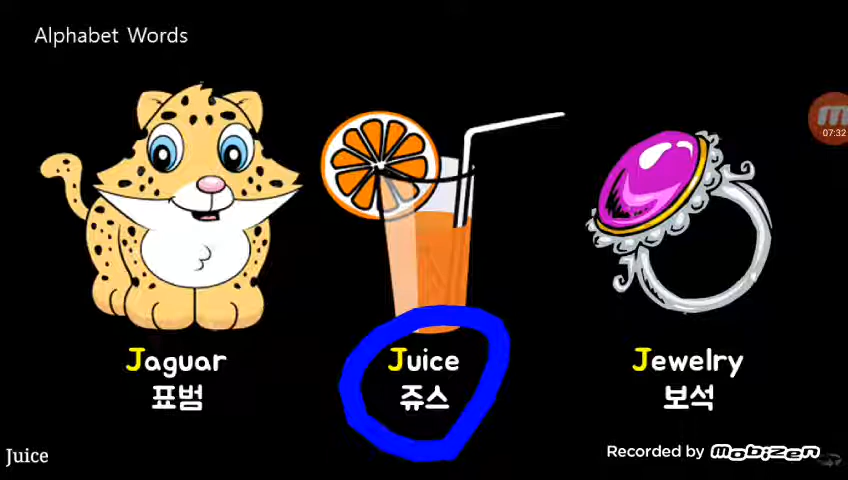 Alphabet Words
07:32
Jaguar
표범
Juice
쥬스
Jewelry
보석
Juice
Recorded by mobizen